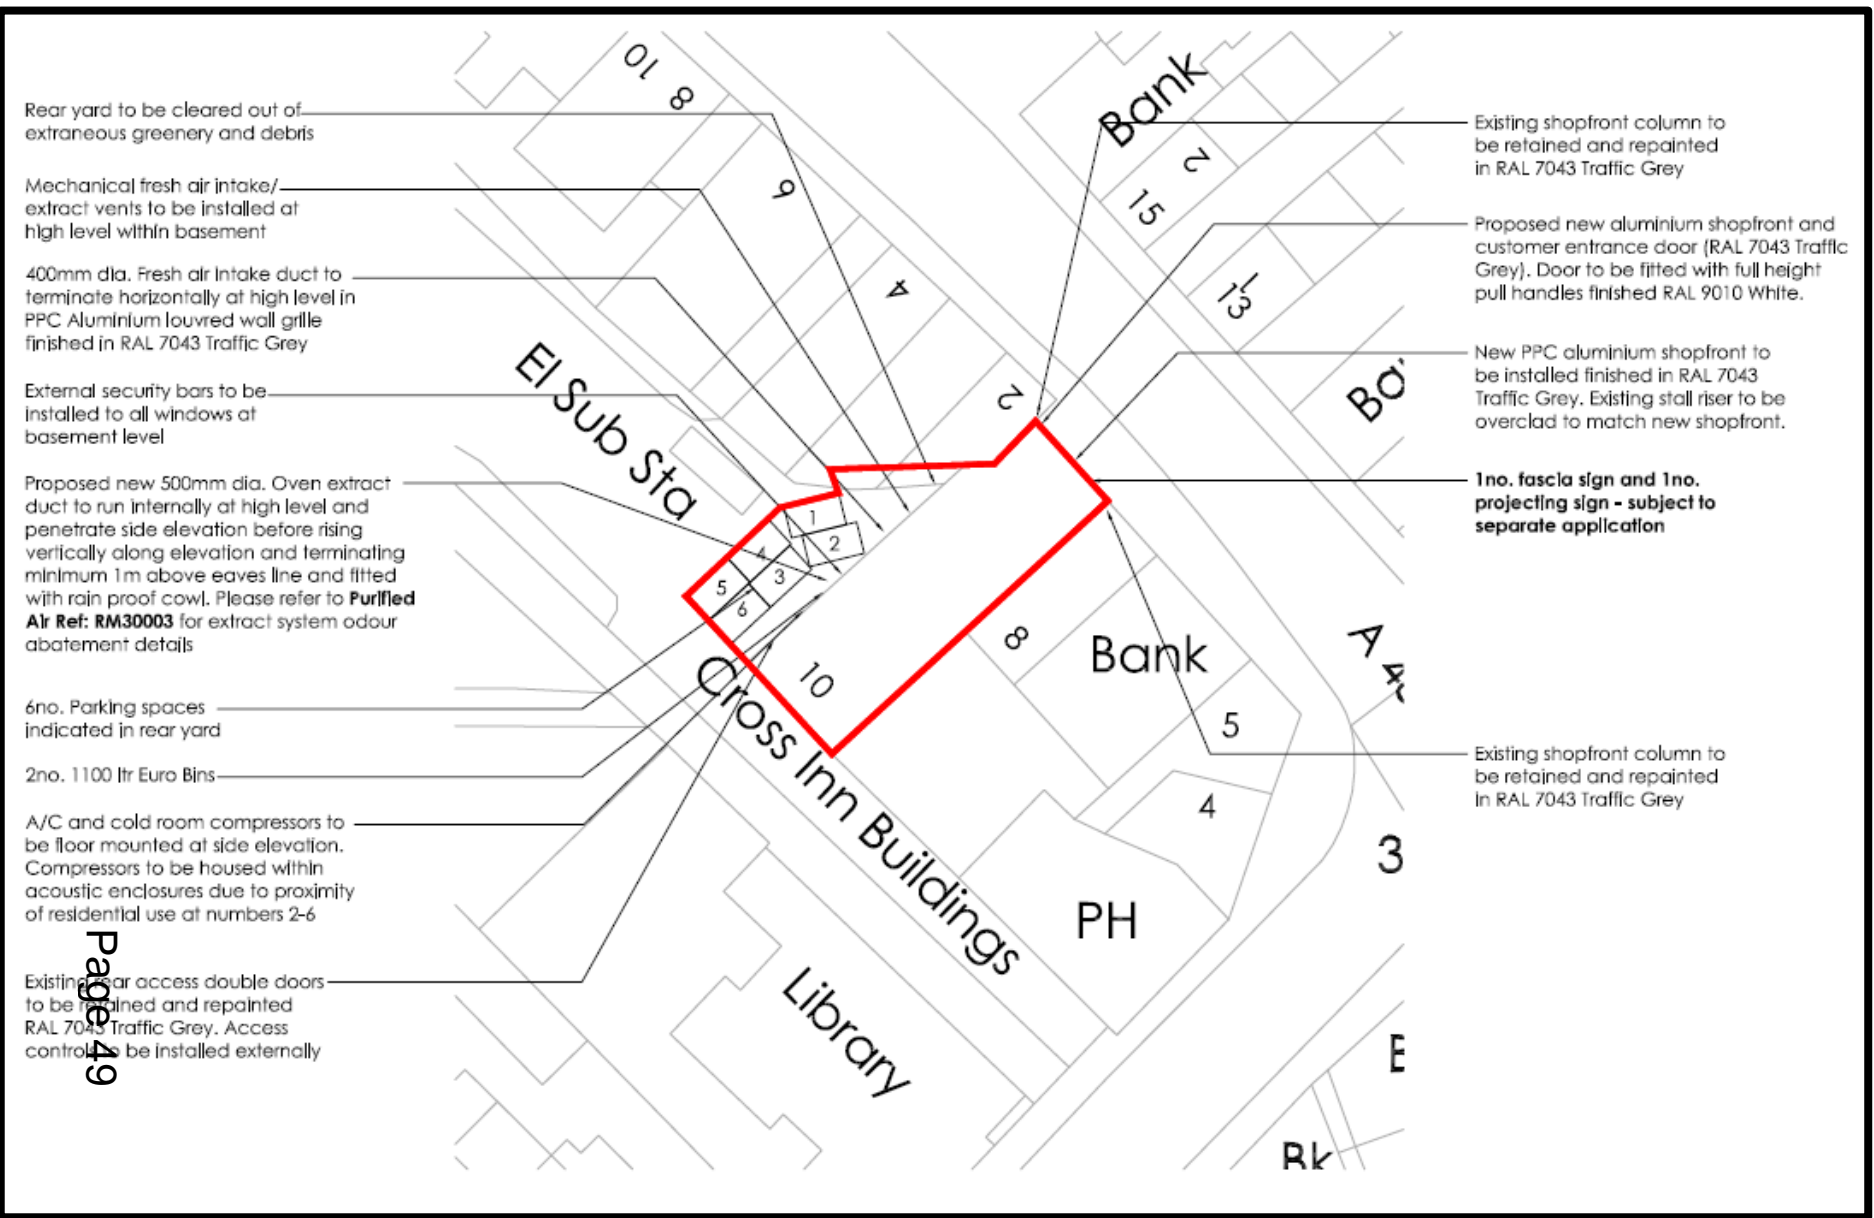 Rear yard to be cleared out of
extraneous greenery and debris
Mechanical fresh air intake/
extract vents to be installed at
high level within basement
400mm dia. Fresh air intake duct to
terminate horizontally at high level in
PPC Aluminium louvred wall grille
finished in RAL 7043 Traffic Grey
External security bars to be
installed to all windows at
basement level
Proposed new 500mm dia. Oven extract
duct to run internally at high level and
penetrate side elevation before rising
vertically along elevation and terminating
minimum 1m above eaves line and fitted
with rain proof cowl. Please refer to Purified
Air Ref: RM30003 for extract system odour
abatement details
6no. Parking spaces
indicated in rear yard
2no. 1100 ltr Euro Bins
A/C and cold room compressors to
be floor mounted at side elevation.
Compressors to be housed within
acoustic enclosures due to proximity
of residential use at numbers 2-6
Existing rear access double doors
to be retained and repainted
RAL 7043 Traffic Grey. Access
controls to be installed externally
Page 49
10
8
6
4
2
El Sub Sta
1
2
3
4
5
6
10
Cross Inn Buildings
Library
Bank
2
15
1
13
8
Bank
5
4
PH
3
Existing shopfront column to
be retained and repainted
in RAL 7043 Traffic Grey
Proposed new aluminium shopfront and
customer entrance door (RAL 7043 Traffic
Grey). Door to be fitted with full height
pull handles finished RAL 9010 White.
New PPC aluminium shopfront to
be installed finished in RAL 7043
Traffic Grey. Existing stall riser to be
overclad to match new shopfront.
1no. fascia sign and 1no.
projecting sign - subject to
separate application
Existing shopfront column to
be retained and repainted
in RAL 7043 Traffic Grey